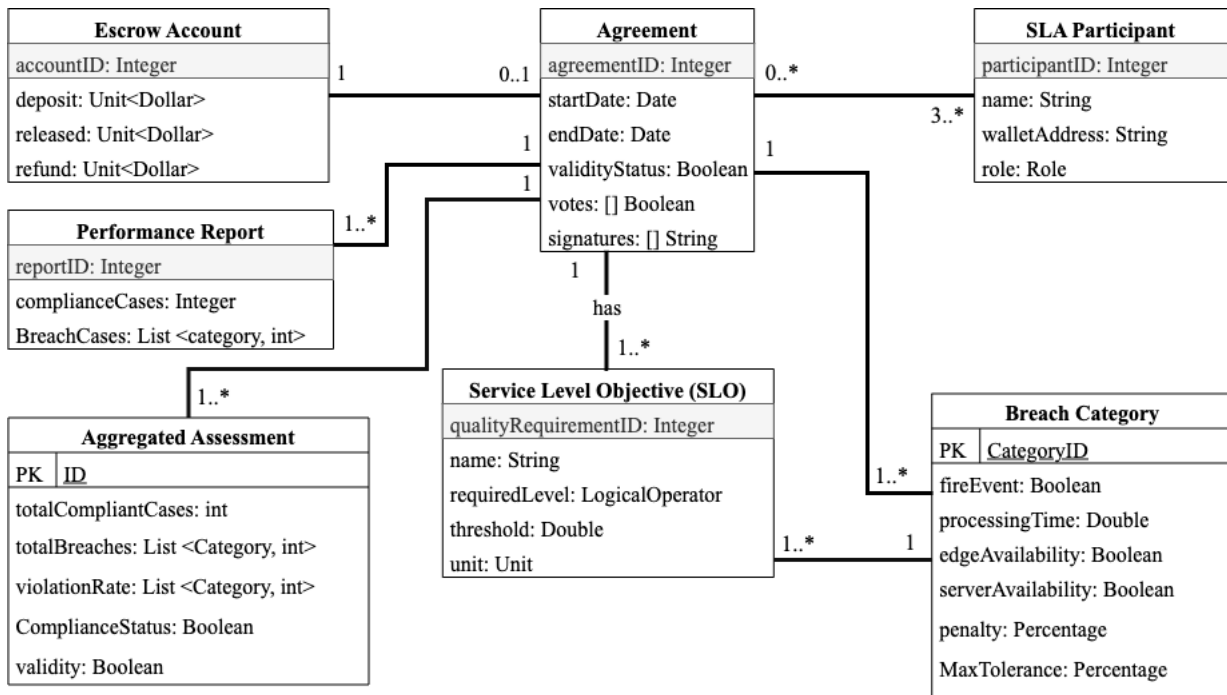 Escrow Account
accountID: Integer
deposit: Unit<Dollar>
released: Unit<Dollar>
refund: Unit<Dollar>
1
0..1
Agreement
agreementID: Integer
startDate: Date
endDate: Date
validityStatus: Boolean
votes: [] Boolean
signatures: [] String
0..*
3..*
SLA Participant
participantID: Integer
name: String
walletAddress: String
role: Role
1
1
1
Performance Report
reportID: Integer
complianceCases: Integer
BreachCases: List <category, int>
1..*
1
has
1..*
1..*
Aggregated Assessment
PK ID
totalCompliantCases: int
totalBreaches: List <Category, int>
violationRate: List <Category, int>
ComplianceStatus: Boolean
validity: Boolean
Service Level Objective (SLO)
qualityRequirementID: Integer
name: String
requiredLevel: LogicalOperator
threshold: Double
unit: Unit
1..*
1
1..*
Breach Category
PK CategoryID
fireEvent: Boolean
processingTime: Double
edgeAvailability: Boolean
serverAvailability: Boolean
penalty: Percentage
MaxTolerance: Percentage